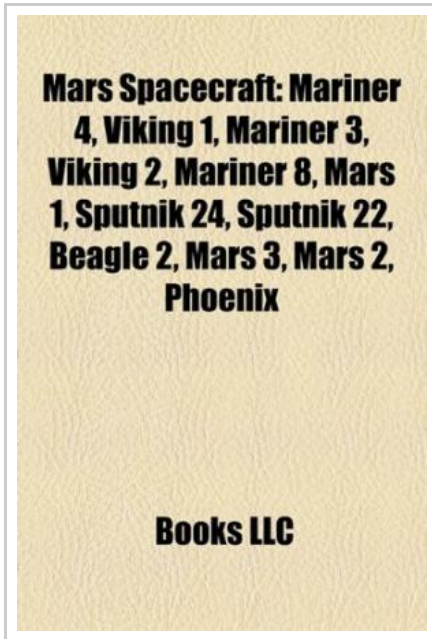 Mars Spacecraft: Mariner
4, Viking 1, Mariner 3,
Viking 2, Mariner 8, Mars
1, Sputnik 24, Sputnik 22,
Beagle 2, Mars 3, Mars 2,
Phoenix
Books LLC